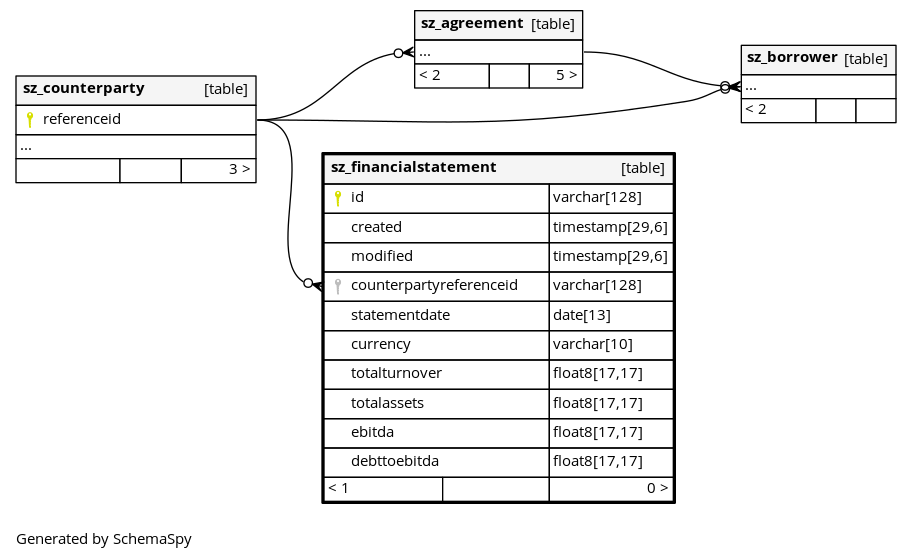 sz_agreement [table]
...
< 2 5 >
sz_borrower [table]
...
< 2
sz_counterparty [table]
referenceid
...
3 >
sz_financialstatement [table]
id varchar[128]
created timestamp[29,6]
modified timestamp[29,6]
counterpartyreferenceid varchar[128]
statementdate date[13]
currency varchar[10]
totalturnover float8[17,17]
totalassets float8[17,17]
ebitda float8[17,17]
debttoebitda float8[17,17]
< 1 0 >
Generated by SchemaSpy